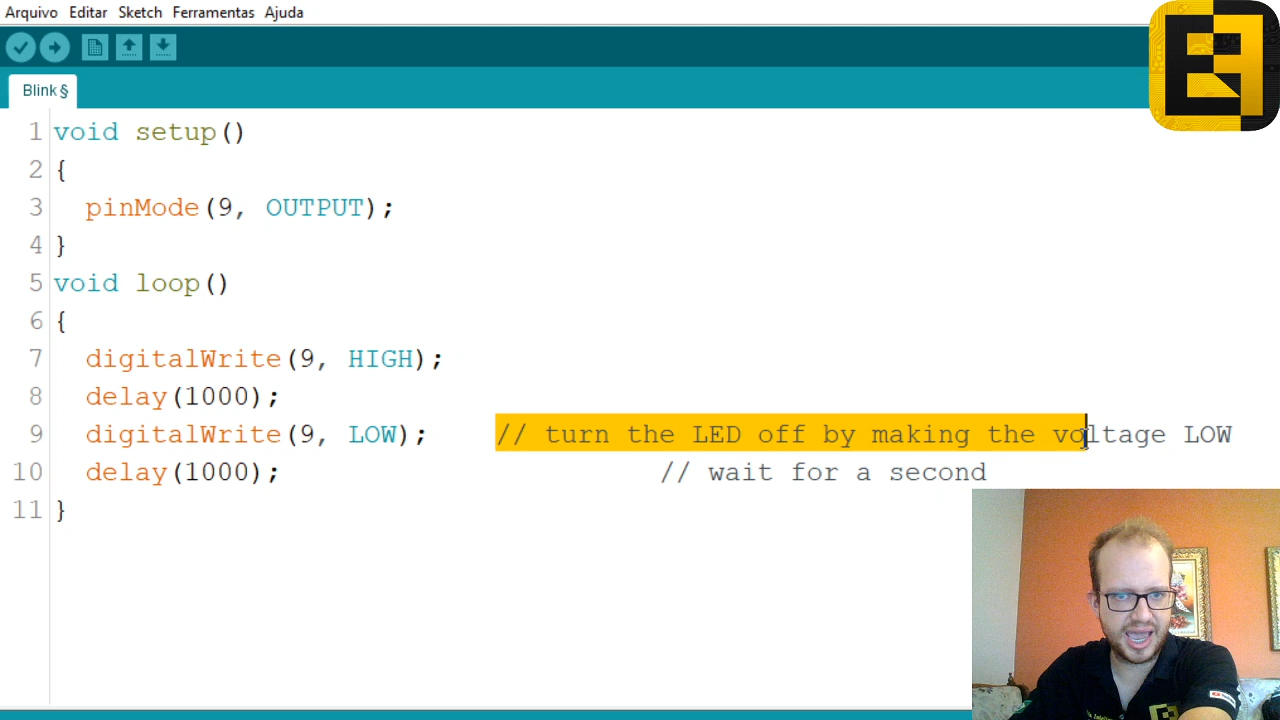 Arquivo Editar Sketch Ferramentas Ajuda
Blink §
1 void setup()
2 {
3 pinMode(9, OUTPUT);
4 }
5 void loop()
6 {
7 digitalWrite(9, HIGH);
8 delay(1000);
9 digitalWrite(9, LOW); // turn the LED off by making the voltage LOW
10 delay(1000); // wait for a second
11 }